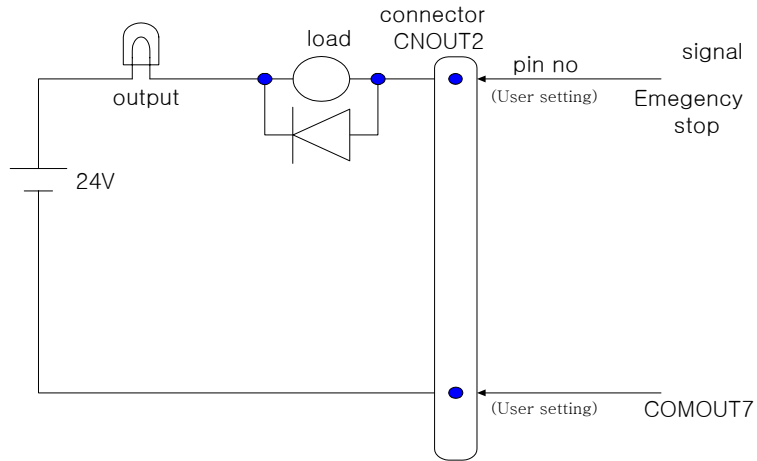 connector
CNOUT2
load
output
pin no
(User setting)
signal
Emegency
stop
24V
(User setting)
COMOUT7